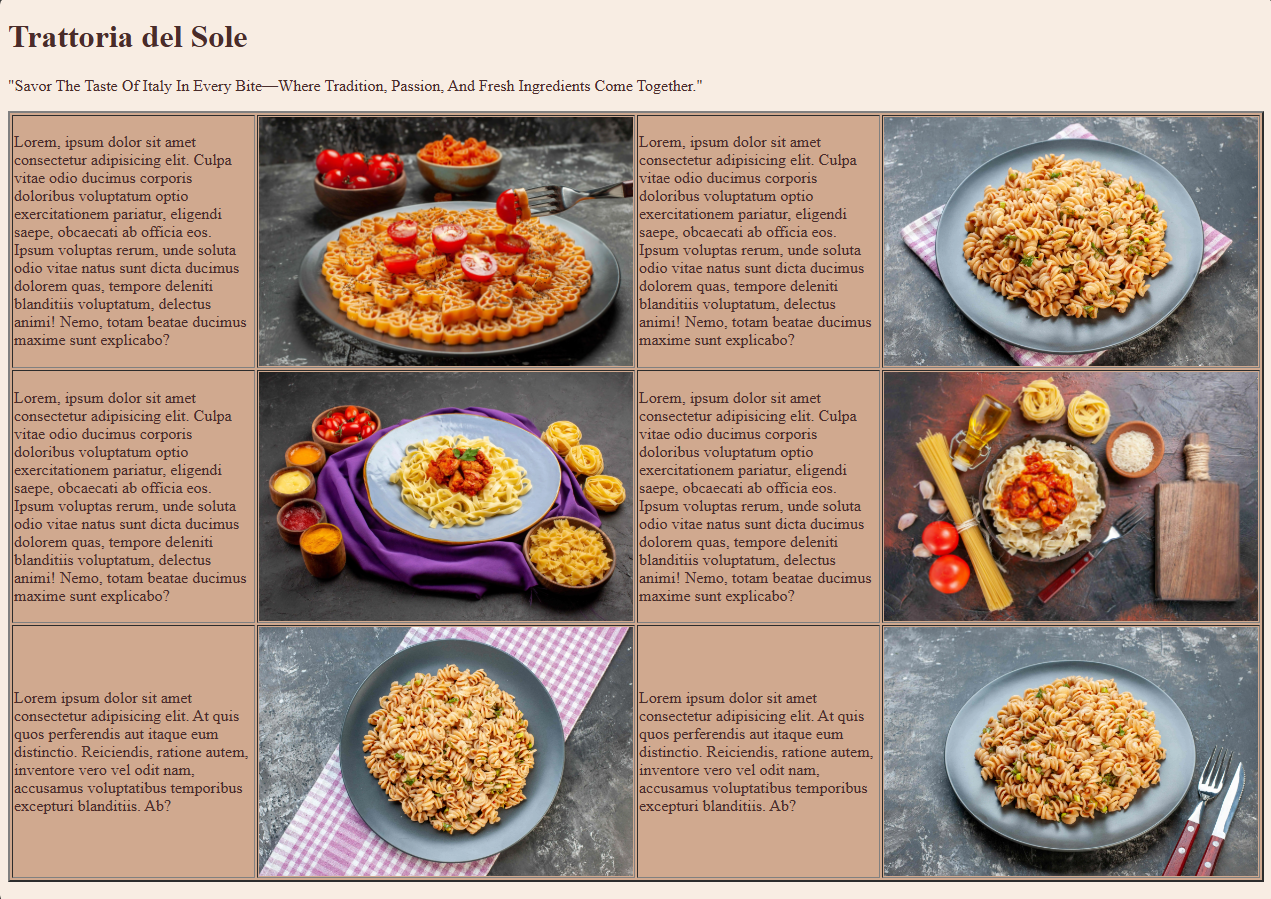 Trattoria del Sole
"Savor The Taste Of Italy In Every Bite—Where Tradition, Passion, And Fresh Ingredients Come Together."
Lorem, ipsum dolor sit amet
consectetur adipisicing elit. Culpa
vitae odio ducimus corporis
doloribus voluptatum optio
exercitationem pariatur, eligendi
saepe, obcaecati ab officia eos.
Ipsum voluptas rerum, unde soluta
odio vitae natus sunt dicta ducimus
dolorem quas, tempore deleniti
blanditiis voluptatum, delectus
animi! Nemo, totam beatae ducimus
maxime sunt explicabo?
Lorem, ipsum dolor sit amet
consectetur adipisicing elit. Culpa
vitae odio ducimus corporis
doloribus voluptatum optio
exercitationem pariatur, eligendi
saepe, obcaecati ab officia eos.
Ipsum voluptas rerum, unde soluta
odio vitae natus sunt dicta ducimus
dolorem quas, tempore deleniti
blanditiis voluptatum, delectus
animi! Nemo, totam beatae ducimus
maxime sunt explicabo?
Lorem, ipsum dolor sit amet
consectetur adipisicing elit. Culpa
vitae odio ducimus corporis
doloribus voluptatum optio
exercitationem pariatur, eligendi
saepe, obcaecati ab officia eos.
Ipsum voluptas rerum, unde soluta
odio vitae natus sunt dicta ducimus
dolorem quas, tempore deleniti
blanditiis voluptatum, delectus
animi! Nemo, totam beatae ducimus
maxime sunt explicabo?
Lorem, ipsum dolor sit amet
consectetur adipisicing elit. Culpa
vitae odio ducimus corporis
doloribus voluptatum optio
exercitationem pariatur, eligendi
saepe, obcaecati ab officia eos.
Ipsum voluptas rerum, unde soluta
odio vitae natus sunt dicta ducimus
dolorem quas, tempore deleniti
blanditiis voluptatum, delectus
animi! Nemo, totam beatae ducimus
maxime sunt explicabo?
Lorem ipsum dolor sit amet
consectetur adipisicing elit. At quis
quos perferendis aut itaque eum
distinctio. Reiciendis, ratione autem,
inventore vero vel odit nam,
accusamus voluptatibus temporibus
excepturi blanditiis. Ab?
Lorem ipsum dolor sit amet
consectetur adipisicing elit. At quis
quos perferendis aut itaque eum
distinctio. Reiciendis, ratione autem,
inventore vero vel odit nam,
accusamus voluptatibus temporibus
excepturi blanditiis. Ab?